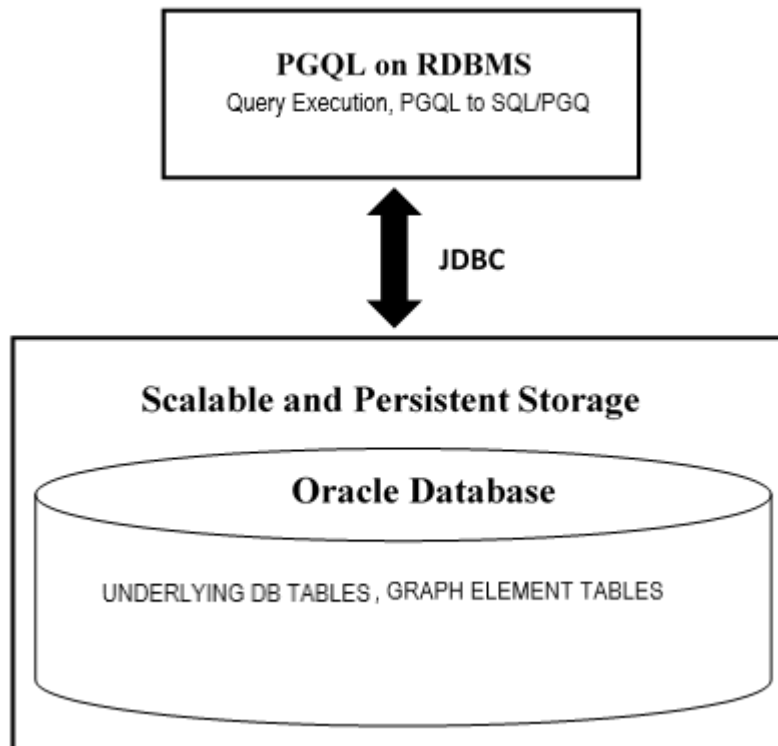 PGQL on RDBMS
Query Execution, PGQL to SQL/PGQ
JDBC
Scalable and Persistent Storage
Oracle Database
UNDERLYING DB TABLES, GRAPH ELEMENT TABLES